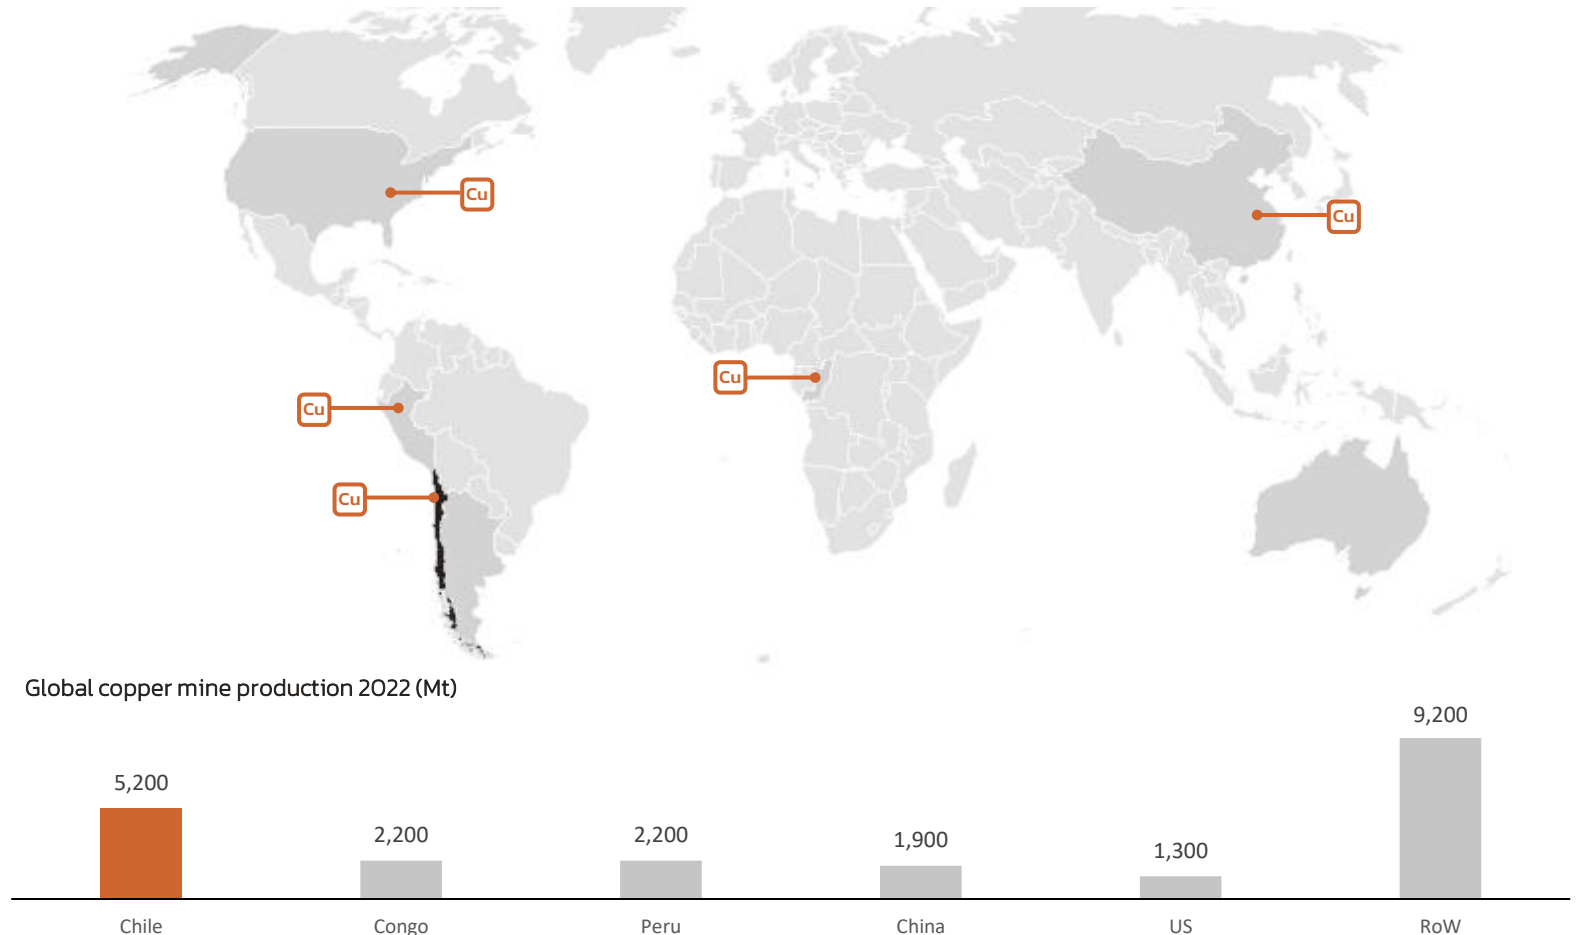 Cu
Cu
Cu
Cu
Cu
Global copper mine production 2022 (Mt)
9,200
5,200
2,200
2,200
1,900
1,300
Chile
Congo
Peru
China
US
RoW